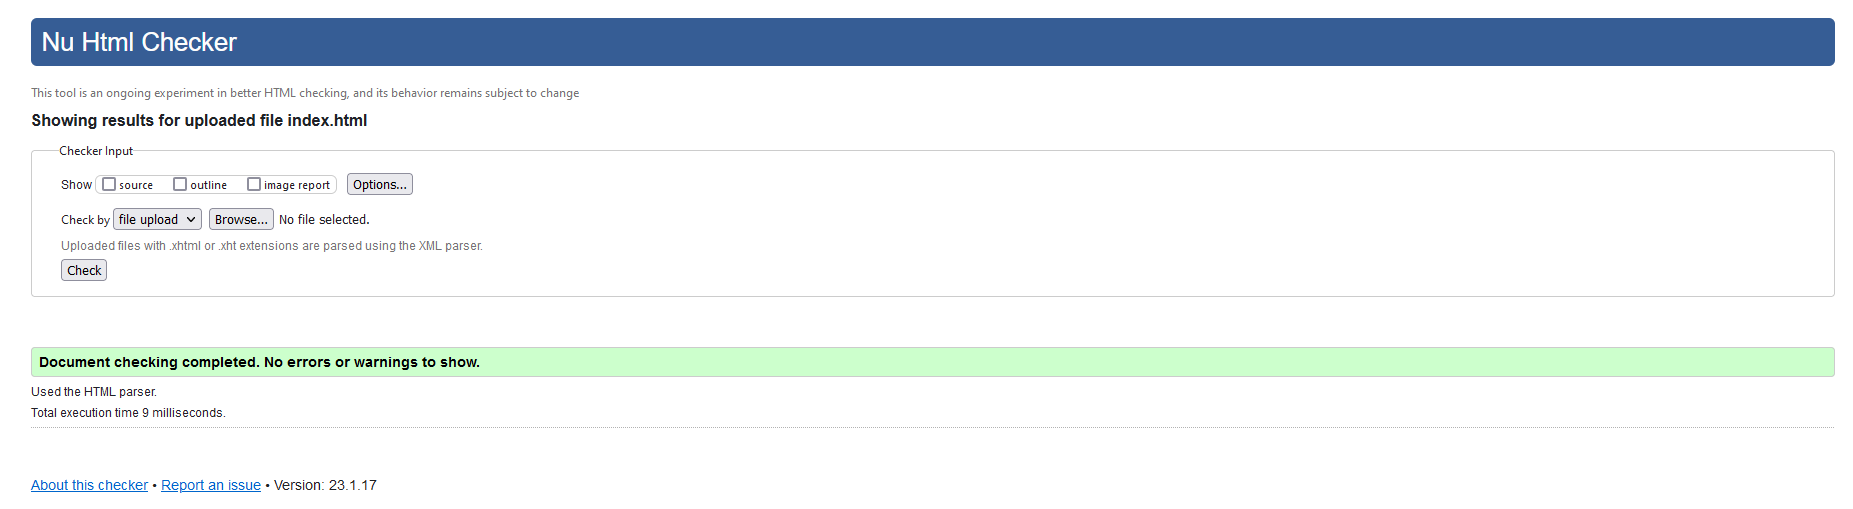 Nu Html Checker
This tool is an ongoing experiment in better HTML checking, and its behavior remains subject to change
Showing results for uploaded file index.html
Checker Input
Show source outline image report Options...
Check by file upload Browse... No file selected.
Uploaded files with .xhtml or .xht extensions are parsed using the XML parser.
Check
Document checking completed. No errors or warnings to show.
Used the HTML parser.
Total execution time 9 milliseconds.
About this checker • Report an issue • Version: 23.1.17